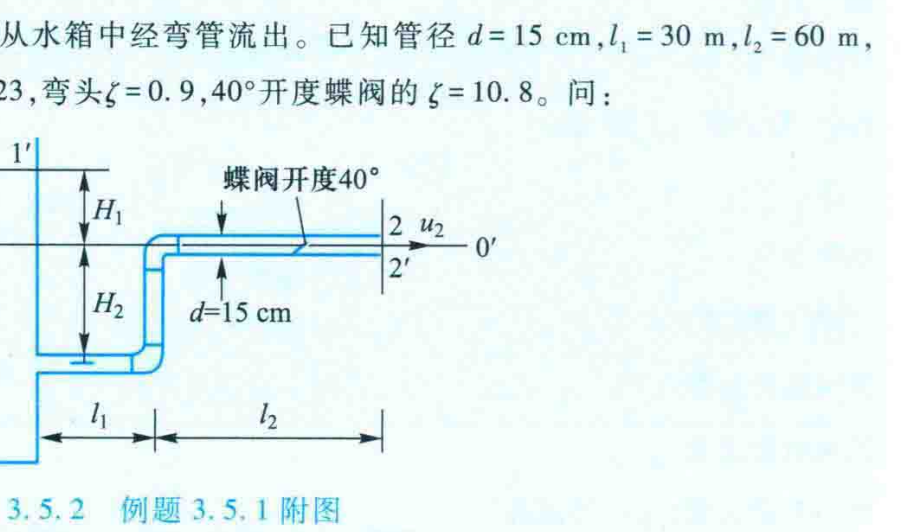 从水箱中经弯管流出。已知管径 d = 15 cm, l₁ = 30 m, l₂ = 60 m,
23,弯头ζ = 0. 9,40°开度蝶阀的 ζ = 10. 8。问:
1′
蝶阀开度40°
H₁
2 u₂
0′
2′
H₂
d=15 cm
l₁
l₂
3. 5. 2 例题 3. 5. 1 附图